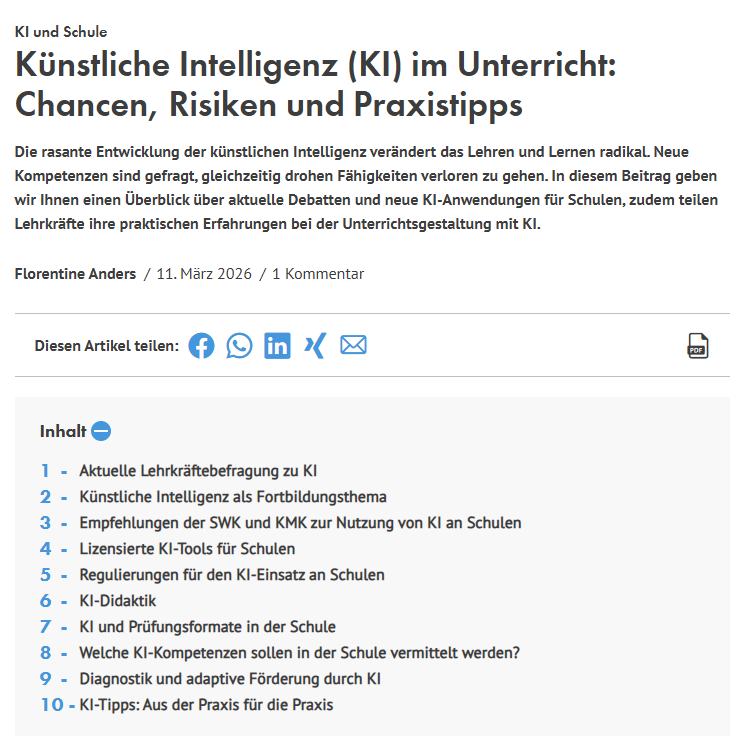 KI und Schule
Künstliche Intelligenz (KI) im Unterricht:
Chancen, Risiken und Praxistipps
Die rasante Entwicklung der künstlichen Intelligenz verändert das Lehren und Lernen radikal. Neue
Kompetenzen sind gefragt, gleichzeitig drohen Fähigkeiten verloren zu gehen. In diesem Beitrag geben
wir Ihnen einen Überblick über aktuelle Debatten und neue KI-Anwendungen für Schulen, zudem teilen
Lehrkräfte ihre praktischen Erfahrungen bei der Unterrichtsgestaltung mit KI.
Florentine Anders / 11. März 2026 / 1 Kommentar
Diesen Artikel teilen:
PDF
Inhalt
1 - Aktuelle Lehrkräftebefragung zu KI
2 - Künstliche Intelligenz als Fortbildungsthema
3 - Empfehlungen der SWK und KMK zur Nutzung von KI an Schulen
4 - Lizensierte KI-Tools für Schulen
5 - Regulierungen für den KI-Einsatz an Schulen
6 - KI-Didaktik
7 - KI und Prüfungsformate in der Schule
8 - Welche KI-Kompetenzen sollen in der Schule vermittelt werden?
9 - Diagnostik und adaptive Förderung durch KI
10 - KI-Tipps: Aus der Praxis für die Praxis